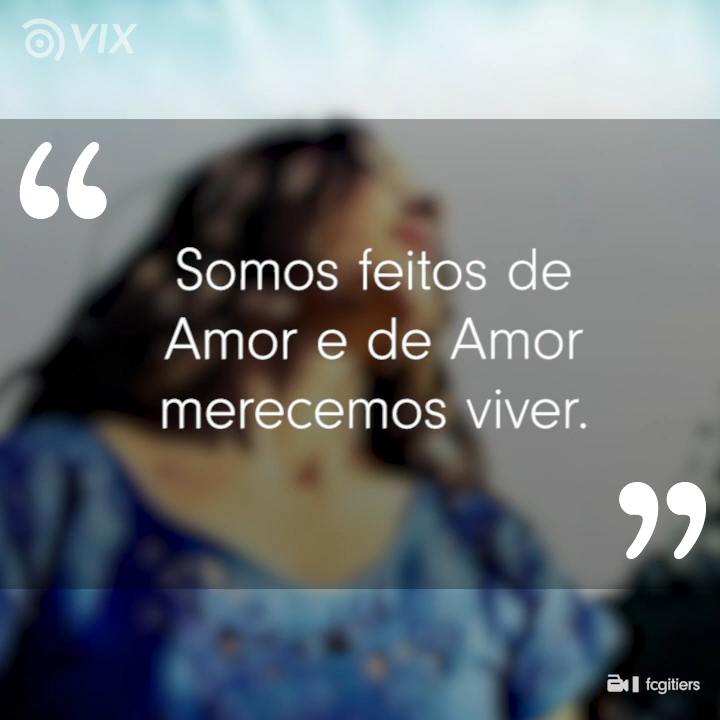 VIX
“
Somos feitos de
Amor e de Amor
merecemos viver.
”
fcgitiers